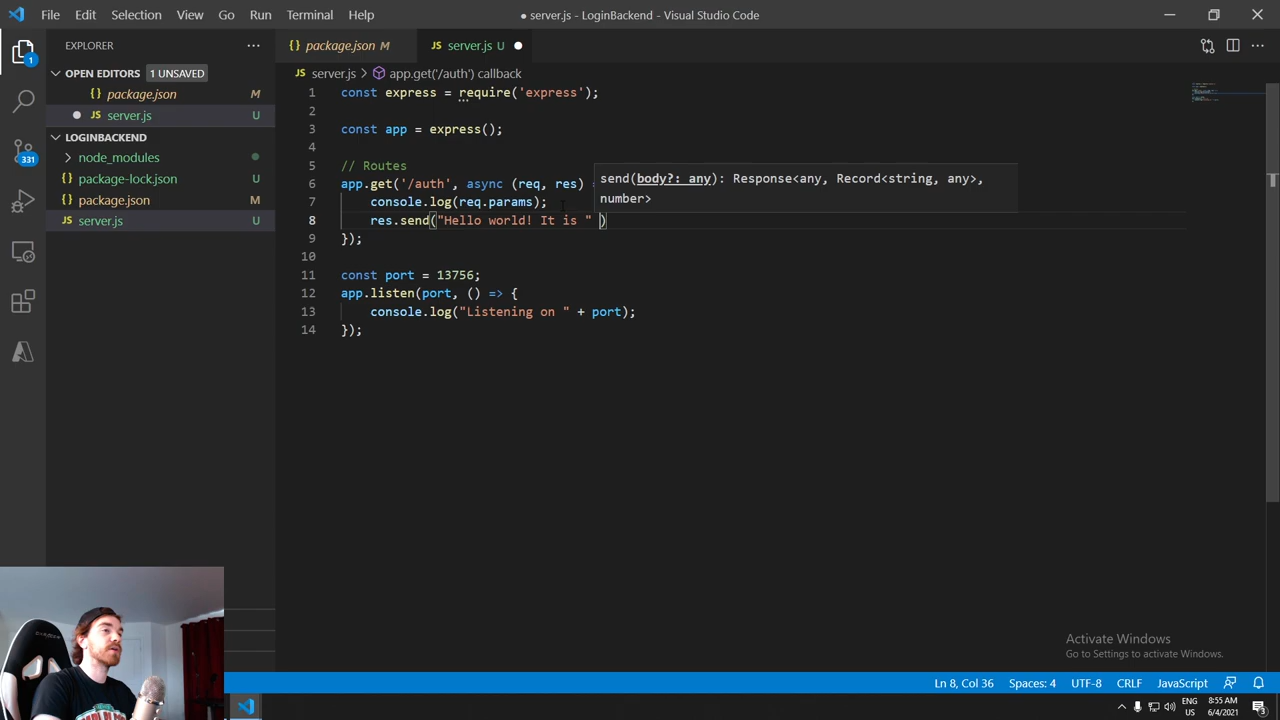 File Edit Selection View Go Run Terminal Help
● server.js - LoginBackend - Visual Studio Code
EXPLORER
OPEN EDITORS 1 UNSAVED
{} package.json M
● JS server.js U
LOGINBACKEND
node_modules
{} package-lock.json U
{} package.json M
JS server.js U
1
331
{} package.json M
JS server.js U ●
JS server.js > app.get('/auth') callback
1 const express = require('express');
2
3 const app = express();
4
5 // Routes
6 app.get('/auth', async (req, res) =
7 console.log(req.params);
8 res.send("Hello world! It is " )
9 });
10
11 const port = 13756;
12 app.listen(port, () => {
13 console.log("Listening on " + port);
14 });
send(body?: any): Response<any, Record<string, any>,
number>
Activate Windows
Go to Settings to activate Windows.
Ln 8, Col 36 Spaces: 4 UTF-8 CRLF JavaScript
ENG
US
8:55 AM
6/4/2021
3